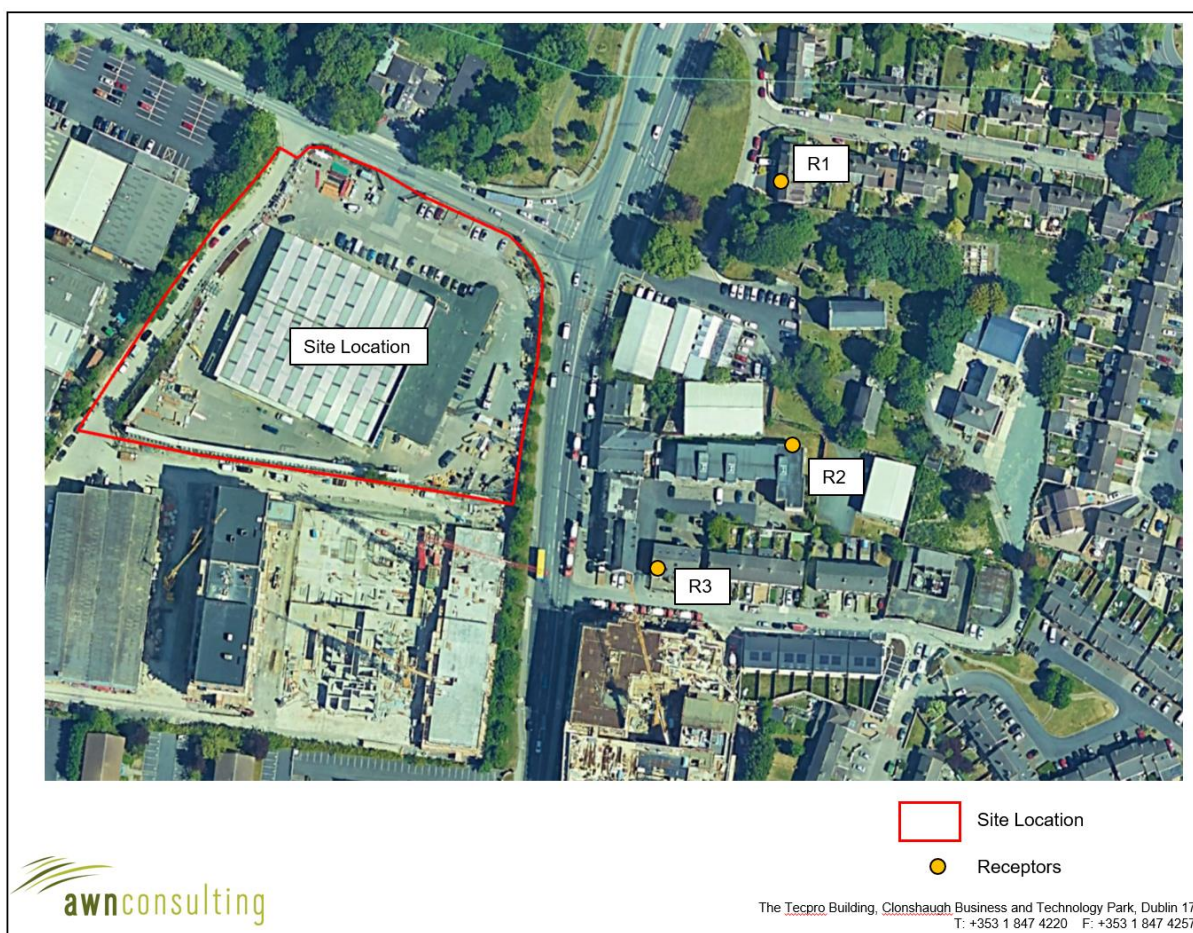 R1
Site Location
R2
R3
Site Location
Receptors
awnconsulting
The Tecpro Building, Clonshaugh Business and Technology Park, Dublin 17
T: +353 1 847 4220 F: +353 1 847 4257